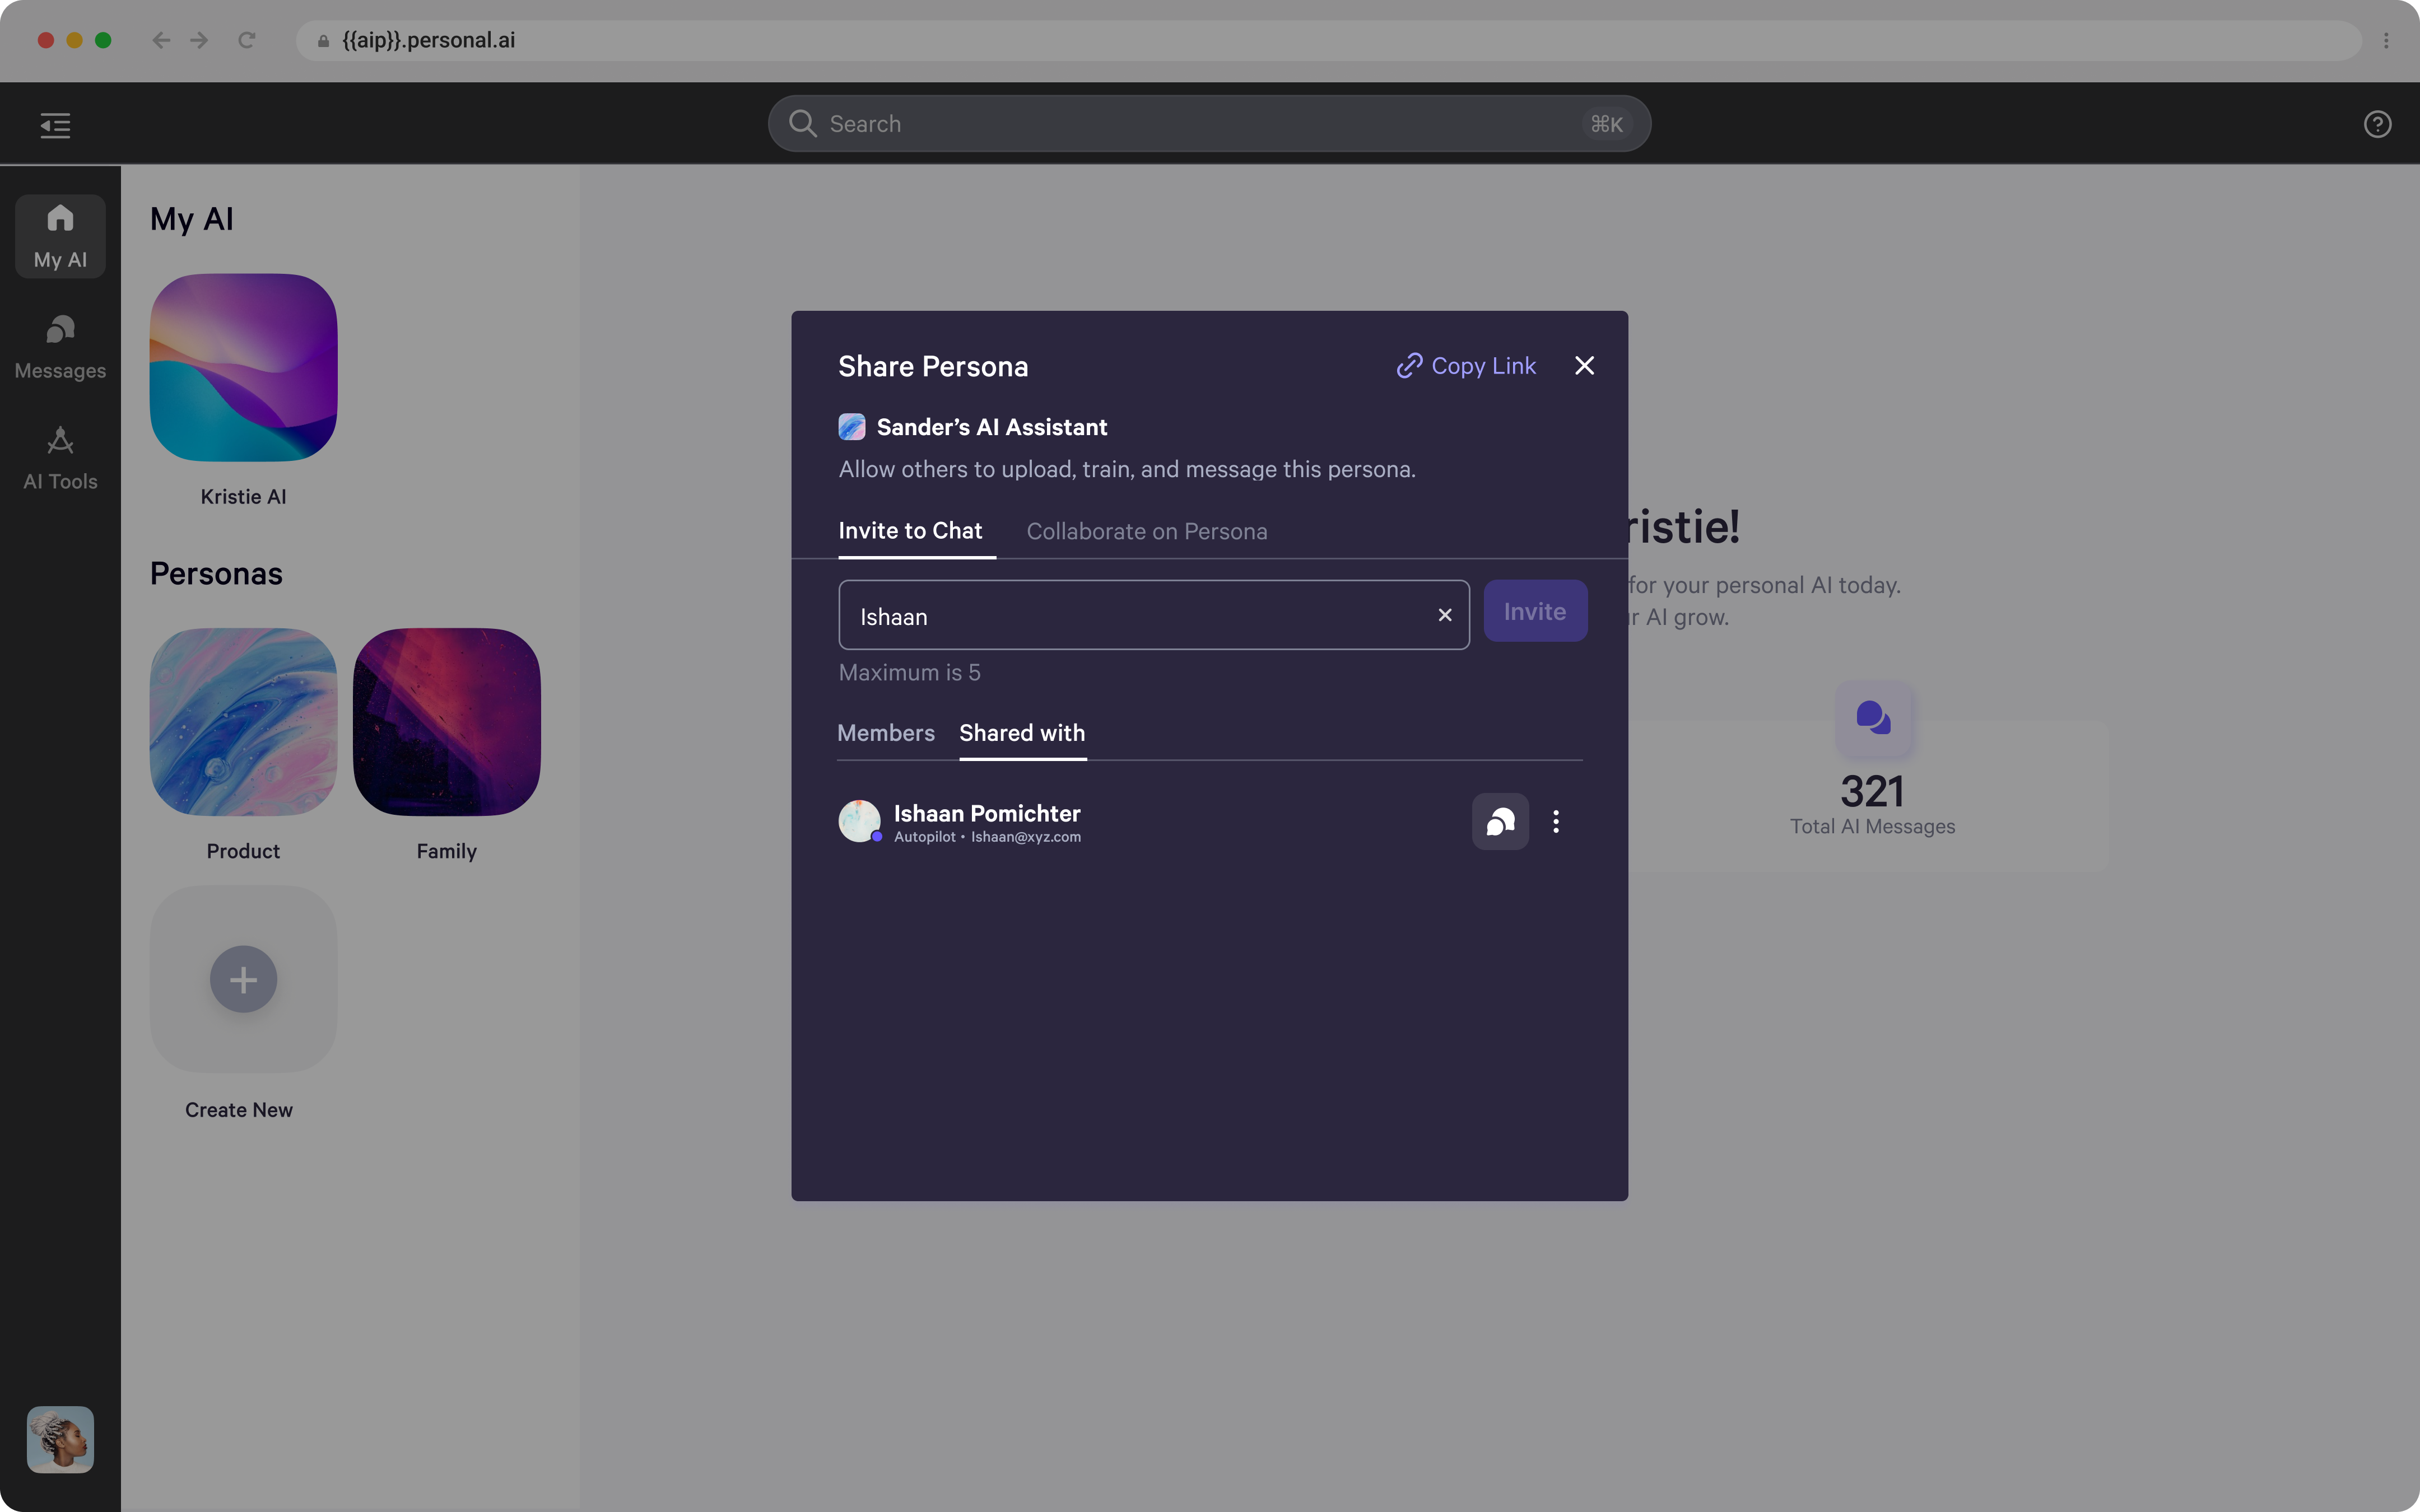 {{aip}}.personal.ai
Search
⌘K
My AI
Messages
AI Tools
My AI
Kristie AI
Personas
Product
Family
Create New
Share Persona
Copy Link
Sander’s AI Assistant
Allow others to upload, train, and message this persona.
Invite to Chat
Collaborate on Persona
Ishaan
Invite
Maximum is 5
Members
Shared with
Ishaan Pomichter
Autopilot • Ishaan@xyz.com
ristie!
for your personal AI today.
r AI grow.
321
Total AI Messages